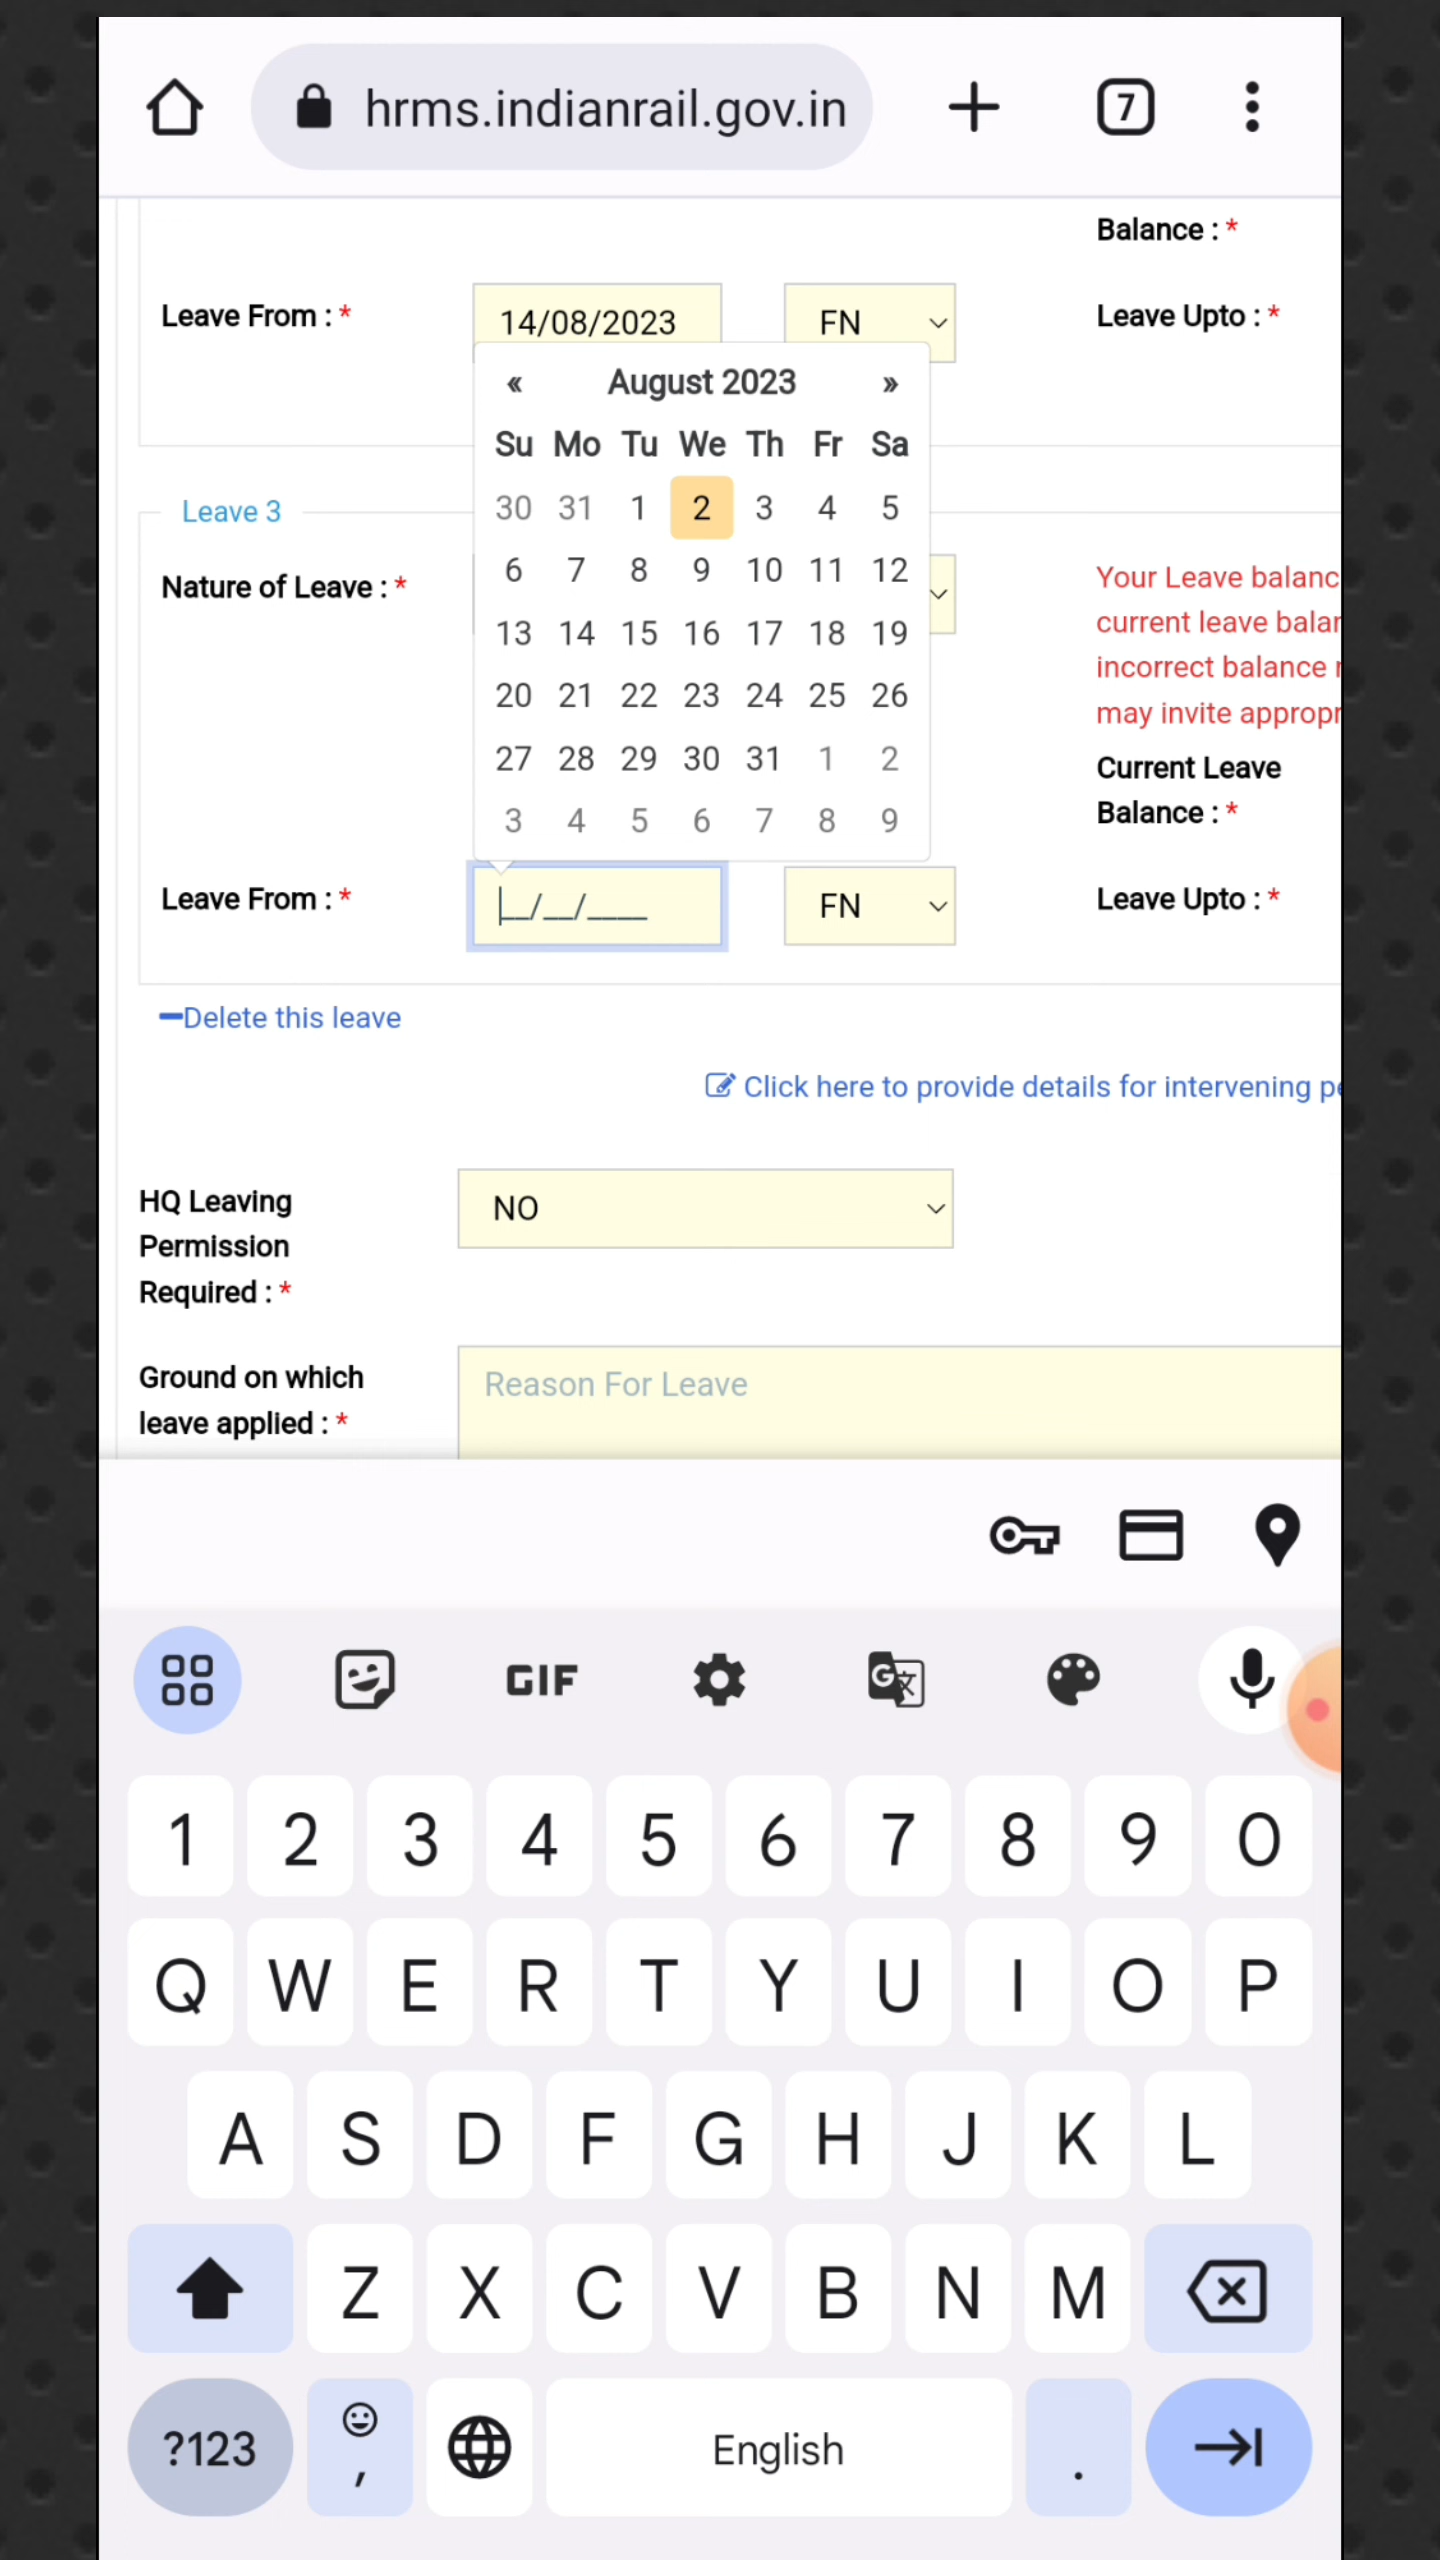 hrms.indianrail.gov.in
7
Balance : *
Leave From : * 14/08/2023 FN Leave Upto : *
« August 2023 »
Su Mo Tu We Th Fr Sa
30 31 1 2 3 4 5
6 7 8 9 10 11 12
13 14 15 16 17 18 19
20 21 22 23 24 25 26
27 28 29 30 31 1 2
3 4 5 6 7 8 9
Leave 3
Nature of Leave : *
Your Leave balanc
current leave balar
incorrect balance
may invite appropr
Current Leave
Balance : *
Leave From : * __/__/____ FN Leave Upto : *
Delete this leave
Click here to provide details for intervening pe
HQ Leaving
Permission
Required : *
NO
Ground on which
leave applied : *
Reason For Leave
GIF
G
1 2 3 4 5 6 7 8 9 0
Q W E R T Y U I O P
A S D F G H J K L
Z X C V B N M
?123 , English .